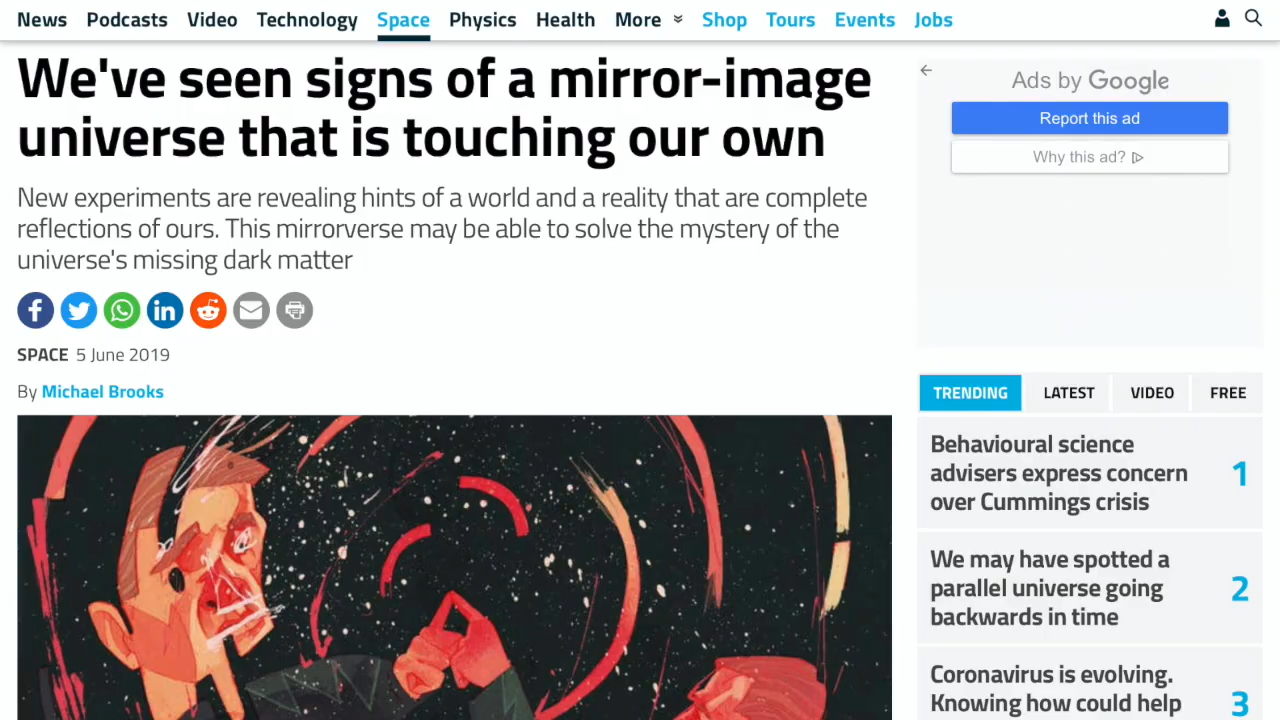 News Podcasts Video Technology Space Physics Health More Shop Tours Events Jobs
We've seen signs of a mirror-image
universe that is touching our own
New experiments are revealing hints of a world and a reality that are complete
reflections of ours. This mirrorverse may be able to solve the mystery of the
universe's missing dark matter
SPACE 5 June 2019
By Michael Brooks
Ads by Google
Report this ad
Why this ad?
TRENDING LATEST VIDEO FREE
Behavioural science
advisers express concern
over Cummings crisis
1
We may have spotted a
parallel universe going
backwards in time
2
Coronavirus is evolving.
Knowing how could help
3